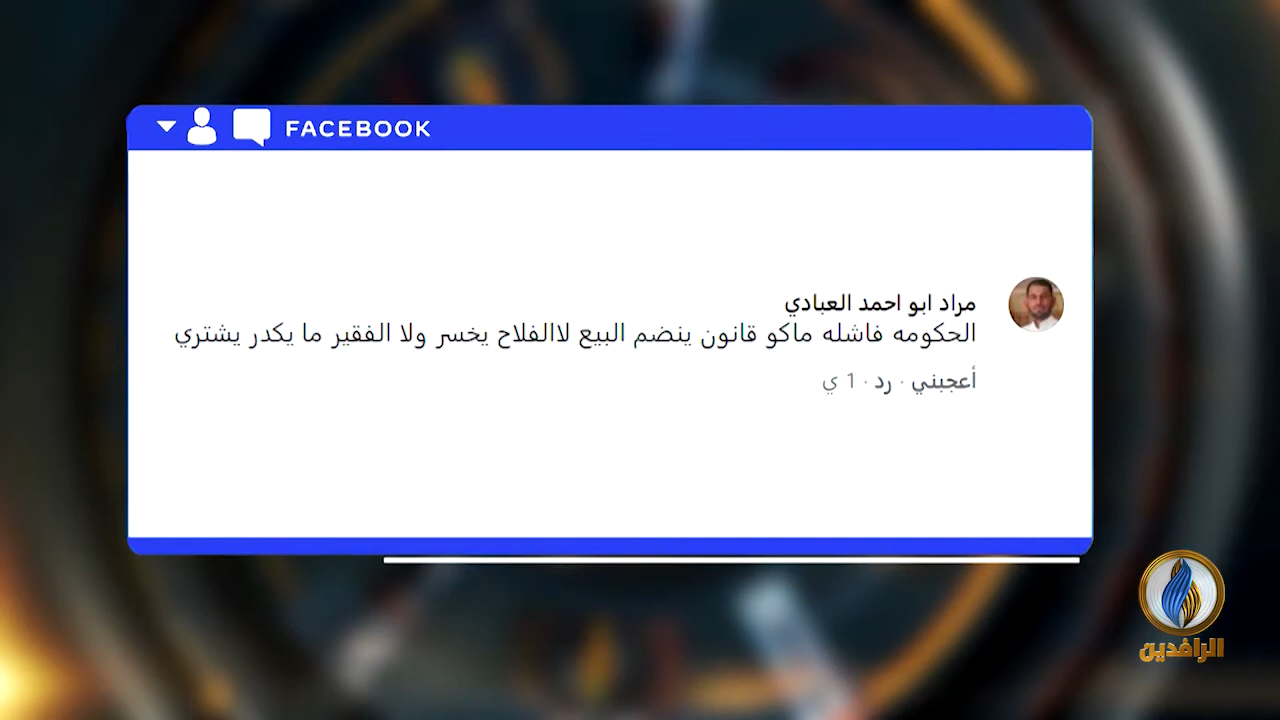 FACEBOOK
مراد ابو احمد العبادي
الحكومه فاشله ماكو قانون ينضم البيع لاالفلاح يخسر ولا الفقير ما يكدر يشتري
أعجبني · رد · 1 ي
الرافدين